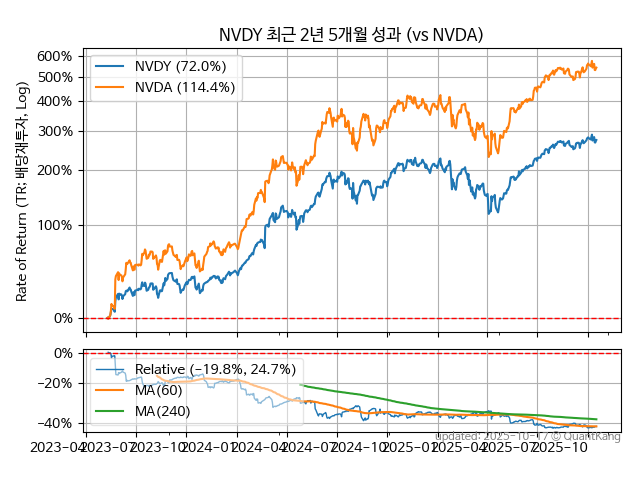 NVDY 최근 2년 5개월 성과 (vs NVDA)
600%
500%
400%
300%
200%
100%
0%
Rate of Return (TR: 배당재투자, Log)
NVDY (72.0%)
NVDA (114.4%)
0%
−20%
−40%
Relative (−19.8%, 24.7%)
MA(60)
MA(240)
Updated: 2025-10-17 © QuantKang
2023-04 2023-07 2023-10 2024-01 2024-04 2024-07 2024-10 2025-01 2025-04 2025-07 2025-10